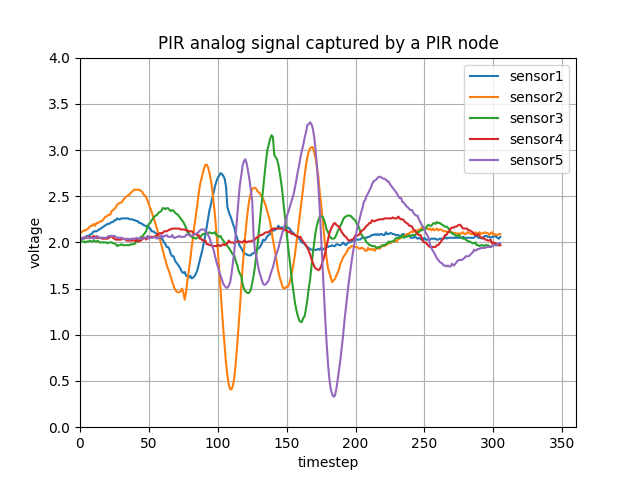 PIR analog signal captured by a PIR node
4.0
3.5
3.0
2.5
2.0
1.5
1.0
0.5
0.0
voltage
sensor1
sensor2
sensor3
sensor4
sensor5
0 50 100 150 200 250 300 350
timestep